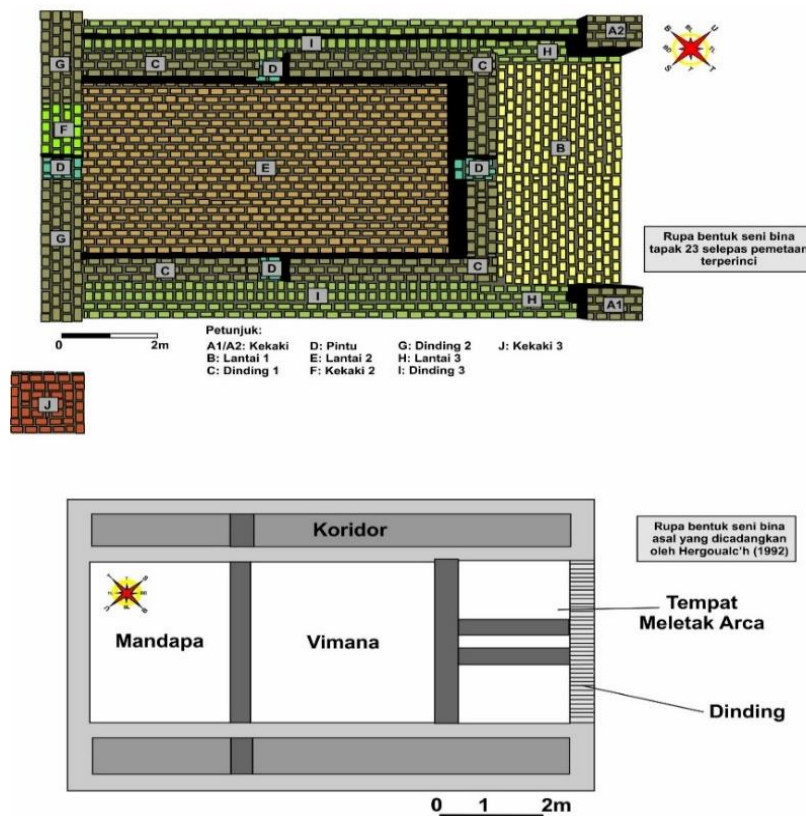 A2
I
H
G
C
D
C
F
B
D
E
D
G
C
D
C
I
H
A1
B U
S T
Rupa bentuk seni bina
tapak 23 selepas pemetaan
terperinci
0 2m
Petunjuk:
A1/A2: Kekaki D: Pintu G: Dinding 2 J: Kekaki 3
B: Lantai 1 E: Lantai 2 H: Lantai 3
C: Dinding 1 F: Kekaki 2 I: Dinding 3
J
Koridor
Rupa bentuk seni bina
asal yang dicadangkan
oleh Hergoualc'h (1992)
Tempat
Meletak Arca
Mandapa
Vimana
Dinding
0 1 2m